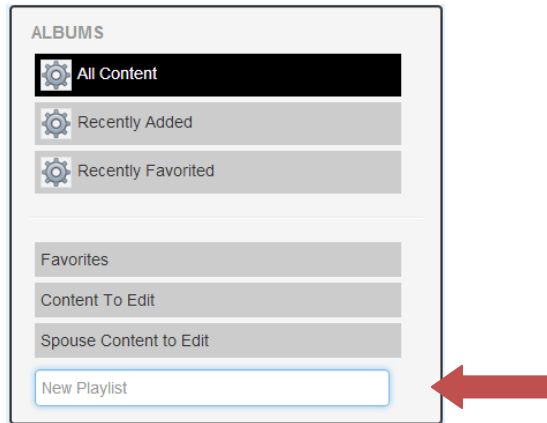 ALBUMS
All Content
Recently Added
Recently Favorited
Favorites
Content To Edit
Spouse Content to Edit
New Playlist